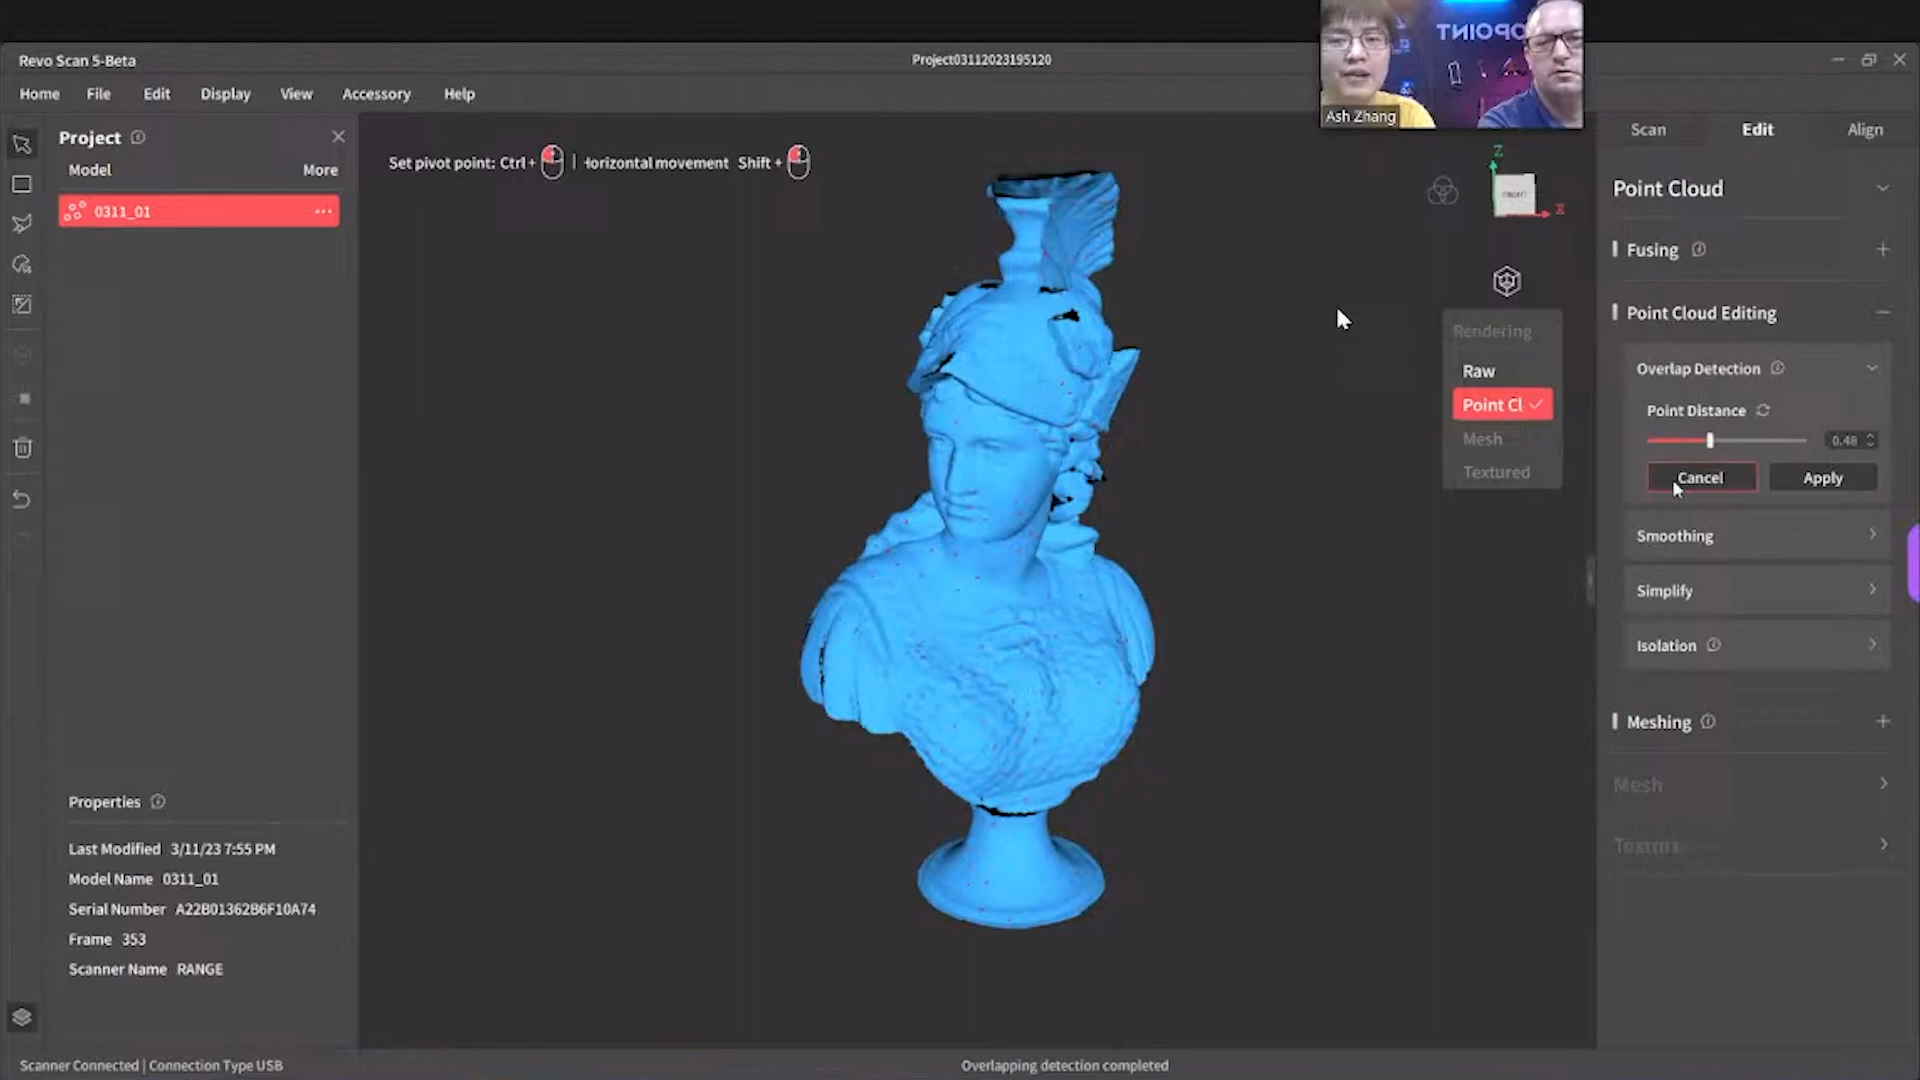 Revo Scan 5-Beta
Project03112023195120
Home File Edit Display View Accessory Help
Ash Zhang
Project
Model More
0311_01
Set pivot point: Ctrl + | Horizontal movement Shift +
Z
FRONT
X
Rendering
Raw
Point Cl
Mesh
Textured
Scan Edit Align
Point Cloud
Fusing
Point Cloud Editing
Overlap Detection
Point Distance
0.48
Cancel Apply
Smoothing
Simplify
Isolation
Meshing
Mesh
Properties
Last Modified 3/11/23 7:55 PM
Model Name 0311_01
Serial Number A22B01362B6F10A74
Frame 353
Scanner Name RANGE
Scanner Connected | Connection Type USB
Overlapping detection completed